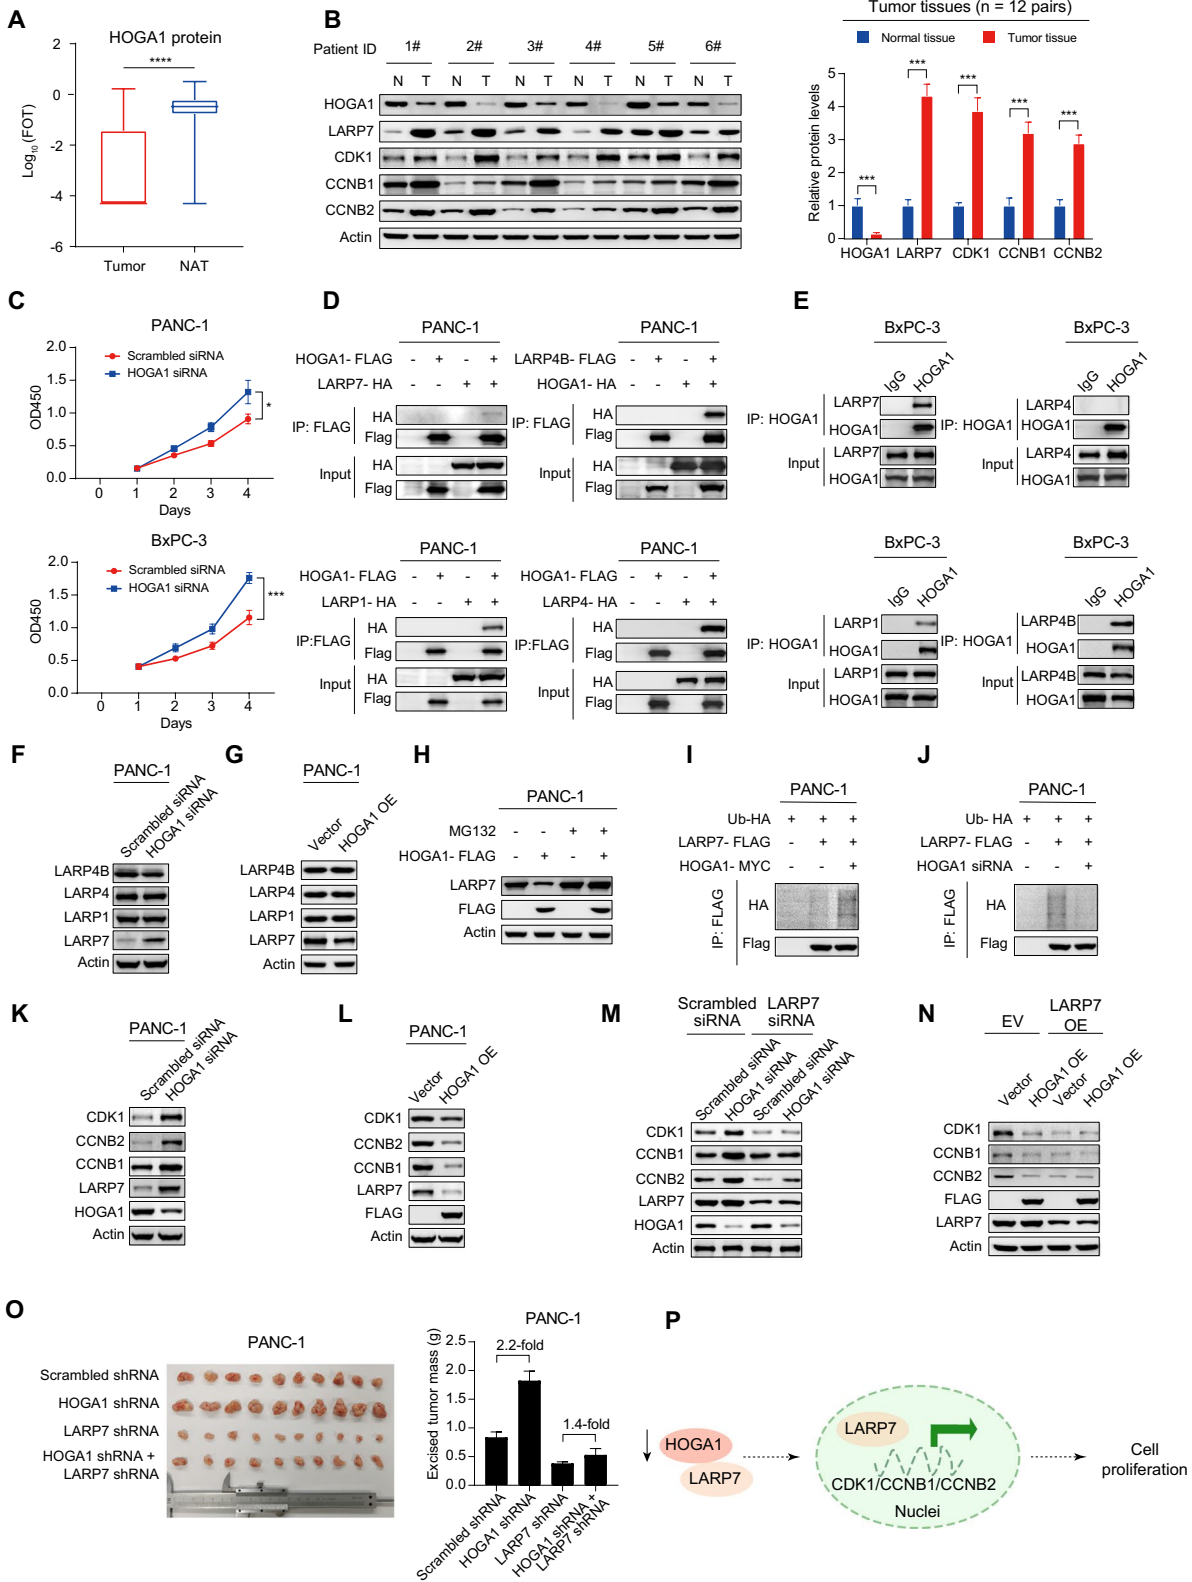 A
HOGA1 protein
****
Log10 (FOT)
2
0
-2
-4
-6
Tumor
NAT
B
Patient ID
1# 2# 3# 4# 5# 6#
N T N T N T N T N T N T
HOGA1
LARP7
CDK1
CCNB1
CCNB2
Actin
Tumor tissues (n = 12 pairs)
Normal tissue
Tumor tissue
Relative protein levels
5
4
3
2
1
0
*** *** *** *** ***
HOGA1 LARP7 CDK1 CCNB1 CCNB2
C
PANC-1
Scrambled siRNA
HOGA1 siRNA
OD450
2.0
1.5
1.0
0.5
0.0
*
0 1 2 3 4
Days
BxPC-3
Scrambled siRNA
HOGA1 siRNA
OD450
2.0
1.5
1.0
0.5
0.0
***
0 1 2 3 4
Days
D
PANC-1
HOGA1- FLAG - + - +
LARP7- HA - - + +
IP: FLAG
HA
Flag
Input
HA
Flag
PANC-1
LARP4B- FLAG - + - +
HOGA1- HA - - + +
IP: FLAG
HA
Flag
Input
HA
Flag
PANC-1
HOGA1- FLAG - + - +
LARP1- HA - - + +
IP:FLAG
HA
Flag
Input
HA
Flag
PANC-1
HOGA1- FLAG - + - +
LARP4- HA - - + +
IP:FLAG
HA
Flag
Input
HA
Flag
E
BxPC-3
IgG
HOGA1
IP: HOGA1
LARP7
HOGA1
Input
LARP7
HOGA1
BxPC-3
IgG
HOGA1
IP: HOGA1
LARP4
HOGA1
Input
LARP4
HOGA1
BxPC-3
IgG
HOGA1
IP: HOGA1
LARP1
HOGA1
Input
LARP1
HOGA1
BxPC-3
IgG
HOGA1
IP: HOGA1
LARP4B
HOGA1
Input
LARP4B
HOGA1
F
PANC-1
Scrambled siRNA
HOGA1 siRNA
LARP4B
LARP4
LARP1
LARP7
Actin
G
PANC-1
Vector
HOGA1 OE
LARP4B
LARP4
LARP1
LARP7
Actin
H
PANC-1
MG132 - - + +
HOGA1- FLAG - + - +
LARP7
FLAG
Actin
I
PANC-1
Ub-HA + + +
LARP7- FLAG - + +
HOGA1- MYC - - +
IP: FLAG
HA
Flag
J
PANC-1
Ub- HA + + +
LARP7- FLAG - + +
HOGA1 siRNA - - +
IP: FLAG
HA
Flag
K
PANC-1
Scrambled siRNA
HOGA1 siRNA
CDK1
CCNB2
CCNB1
LARP7
HOGA1
Actin
L
PANC-1
Vector
HOGA1 OE
CDK1
CCNB2
CCNB1
LARP7
FLAG
Actin
M
Scrambled siRNA
LARP7 siRNA
Scrambled siRNA
HOGA1 siRNA
Scrambled siRNA
HOGA1 siRNA
CDK1
CCNB1
CCNB2
LARP7
HOGA1
Actin
N
EV
LARP7 OE
Vector
HOGA1 OE
Vector
HOGA1 OE
CDK1
CCNB1
CCNB2
FLAG
LARP7
Actin
O
PANC-1
Scrambled shRNA
HOGA1 shRNA
LARP7 shRNA
HOGA1 shRNA +
LARP7 shRNA
PANC-1
Excised tumor mass (g)
2.5
2.0
1.5
1.0
0.5
0.0
2.2-fold
1.4-fold
Scrambled shRNA
HOGA1 shRNA
LARP7 shRNA
HOGA1 shRNA +
LARP7 shRNA
P
HOGA1
LARP7
LARP7
CDK1/CCNB1/CCNB2
Nuclei
Cell
proliferation